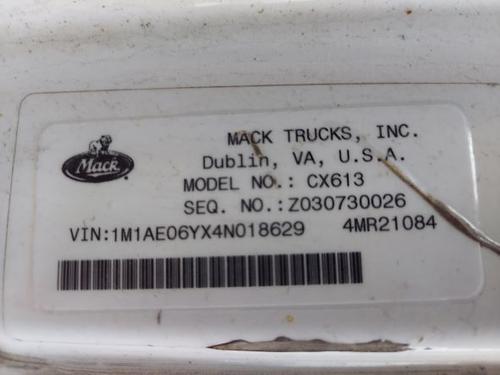 Mack
MACK TRUCKS, INC.
Dublin, VA, U.S.A.
MODEL NO.: CX613
SEQ. NO.:Z030730026
VIN:1M1AE06YX4N018629 4MR21084